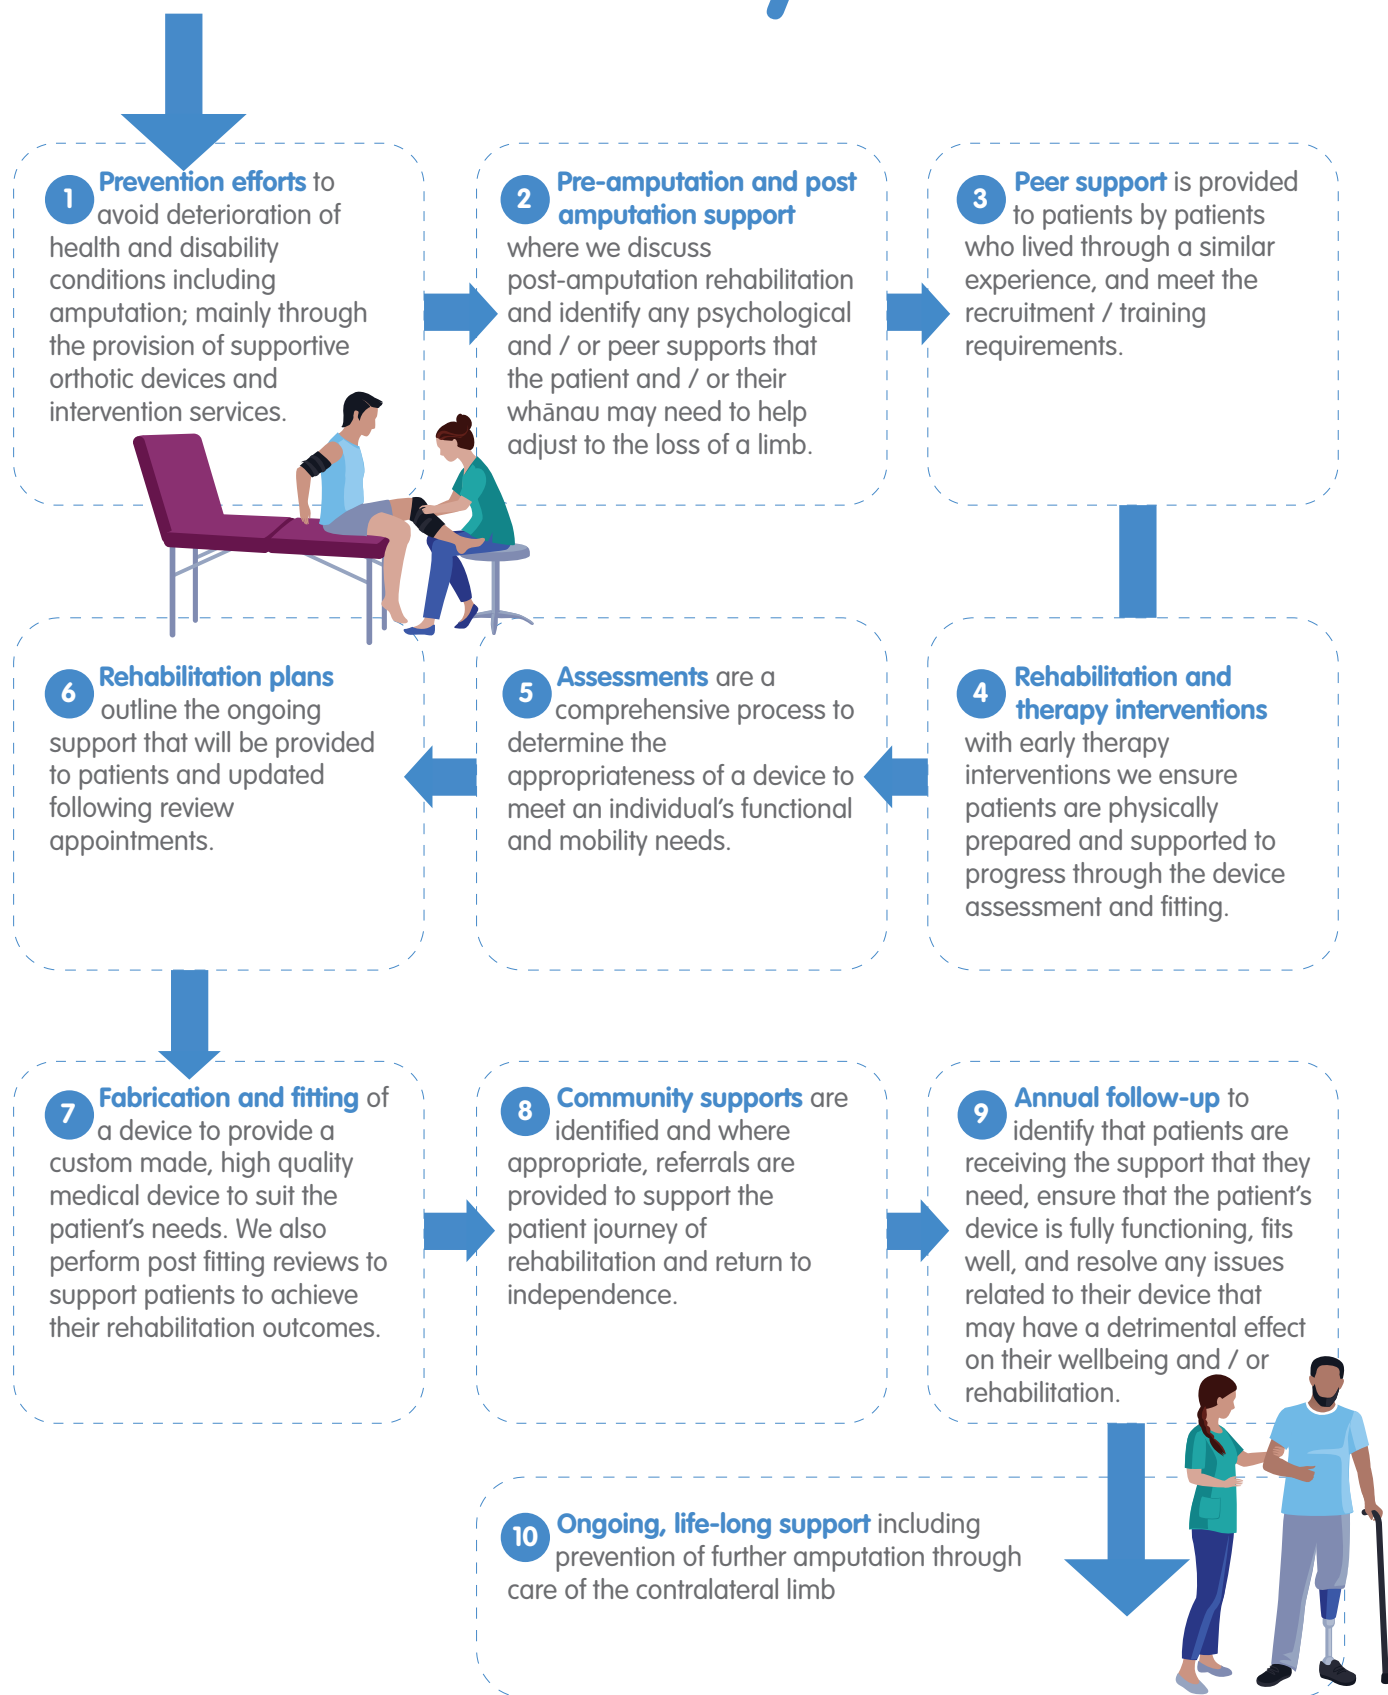 1 Prevention efforts to
avoid deterioration of
health and disability
conditions including
amputation; mainly through
the provision of supportive
orthotic devices and
intervention services.
2 Pre-amputation and post
amputation support
where we discuss
post-amputation rehabilitation
and identify any psychological
and / or peer supports that
the patient and / or their
whānau may need to help
adjust to the loss of a limb.
3 Peer support is provided
to patients by patients
who lived through a similar
experience, and meet the
recruitment / training
requirements.
4 Rehabilitation and
therapy interventions
with early therapy
interventions we ensure
patients are physically
prepared and supported to
progress through the device
assessment and fitting.
5 Assessments are a
comprehensive process to
determine the
appropriateness of a device to
meet an individual's functional
and mobility needs.
6 Rehabilitation plans
outline the ongoing
support that will be provided
to patients and updated
following review
appointments.
7 Fabrication and fitting of
a device to provide a
custom made, high quality
medical device to suit the
patient's needs. We also
perform post fitting reviews to
support patients to achieve
their rehabilitation outcomes.
8 Community supports are
identified and where
appropriate, referrals are
provided to support the
patient journey of
rehabilitation and return to
independence.
9 Annual follow-up to
identify that patients are
receiving the support that they
need, ensure that the patient's
device is fully functioning, fits
well, and resolve any issues
related to their device that
may have a detrimental effect
on their wellbeing and / or
rehabilitation.
10 Ongoing, life-long support including
prevention of further amputation through
care of the contralateral limb